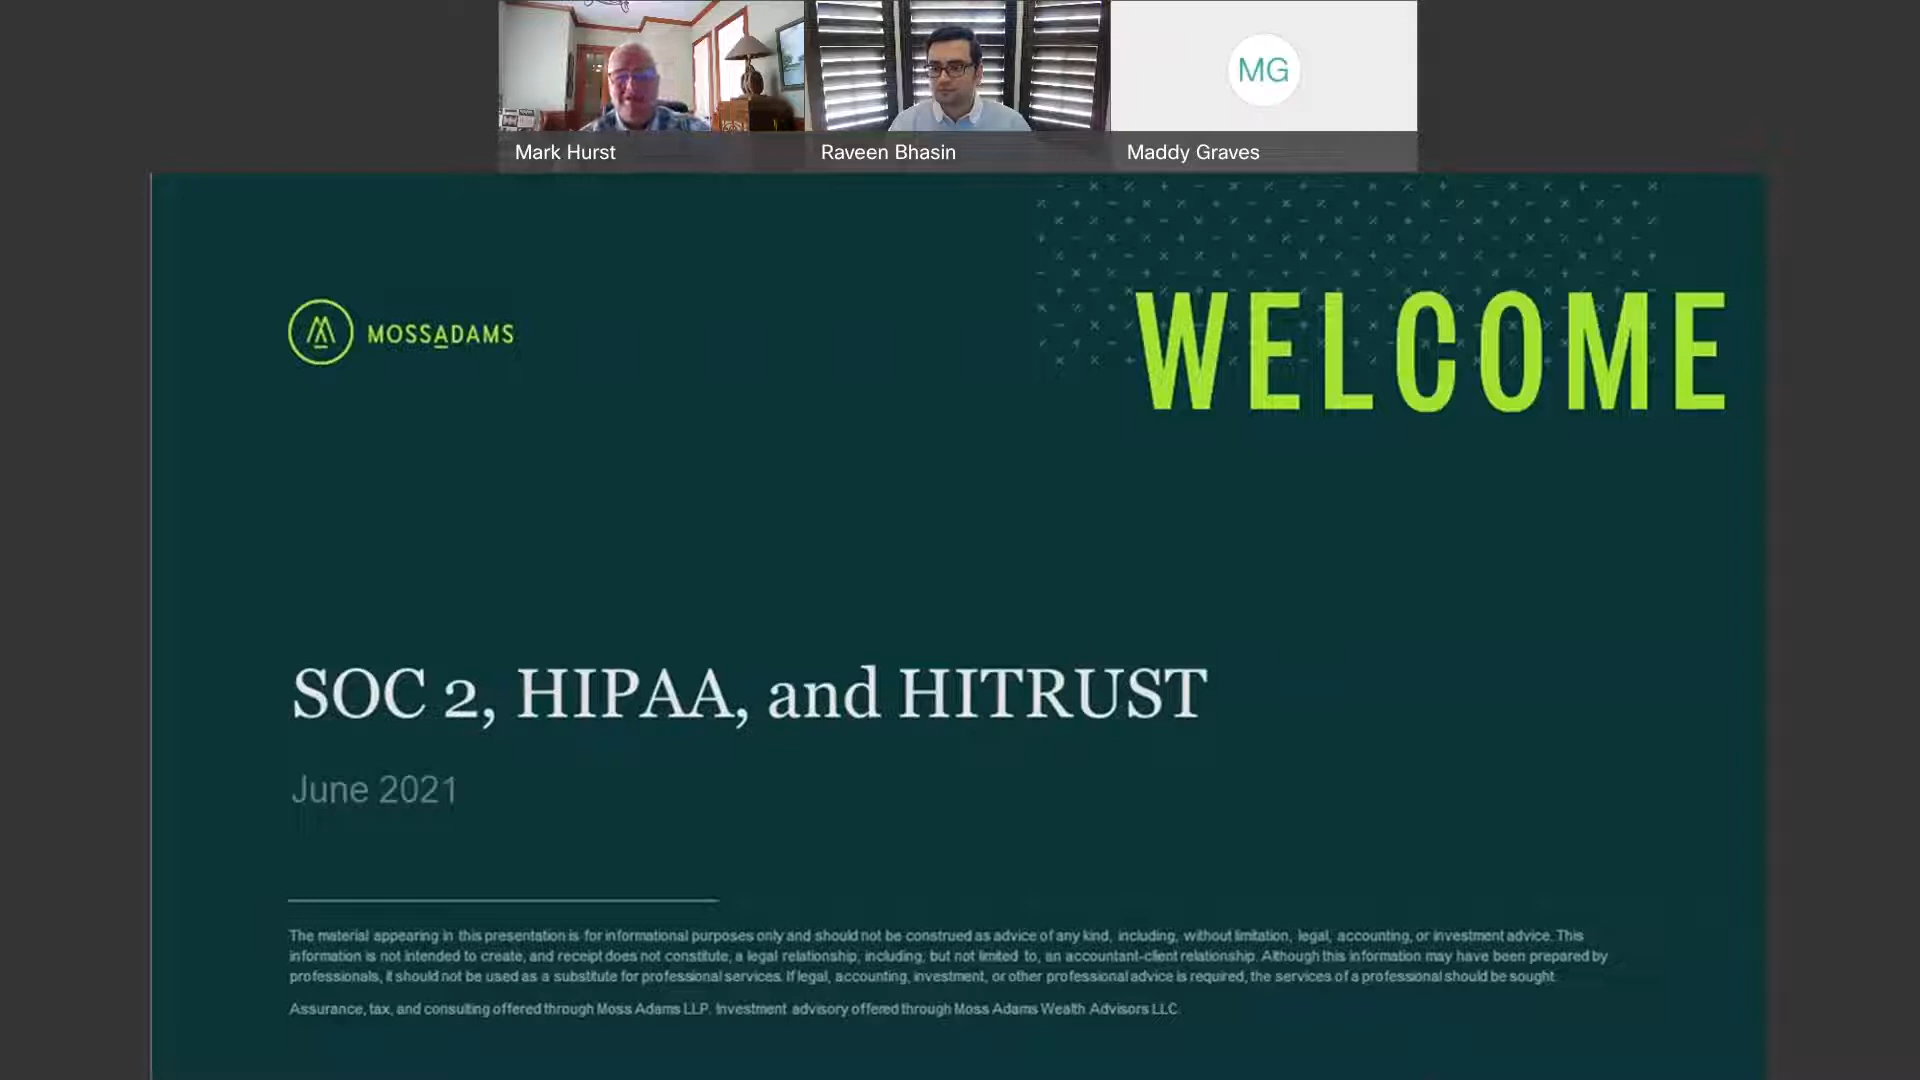 MG
Mark Hurst
Raveen Bhasin
Maddy Graves
MOSSADAMS
WELCOME
SOC 2, HIPAA, and HITRUST
June 2021
The material appearing in this presentation is for informational purposes only and should not be construed as advice of any kind, including, without limitation, legal, accounting, or investment advice. This
information is not intended to create, and receipt does not constitute, a legal relationship, including, but not limited to, an accountant-client relationship. Although this information may have been prepared by
professionals, it should not be used as a substitute for professional services. If legal, accounting, investment, or other professional advice is required, the services of a professional should be sought.
Assurance, tax, and consulting offered through Moss Adams LLP. Investment advisory offered through Moss Adams Wealth Advisors LLC.